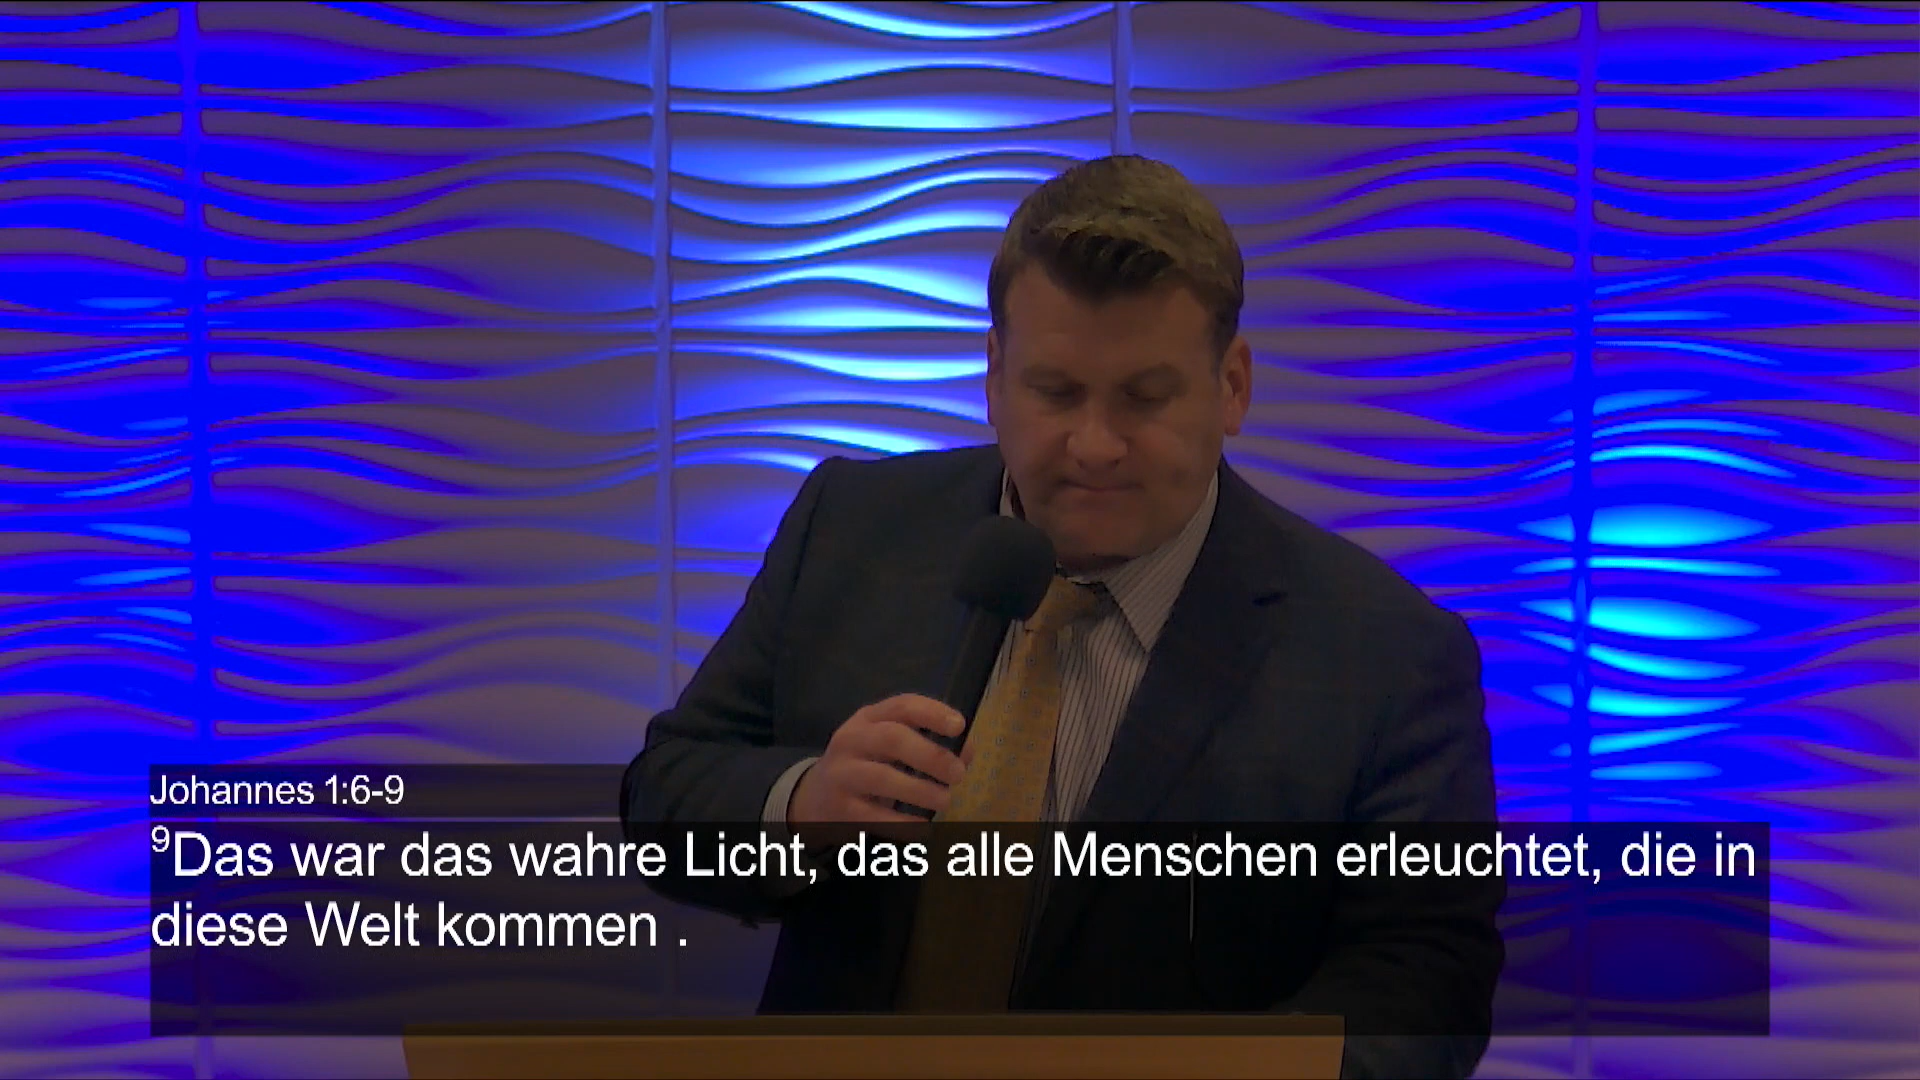 Johannes 1:6-9
⁹Das war das wahre Licht, das alle Menschen erleuchtet, die in
diese Welt kommen .